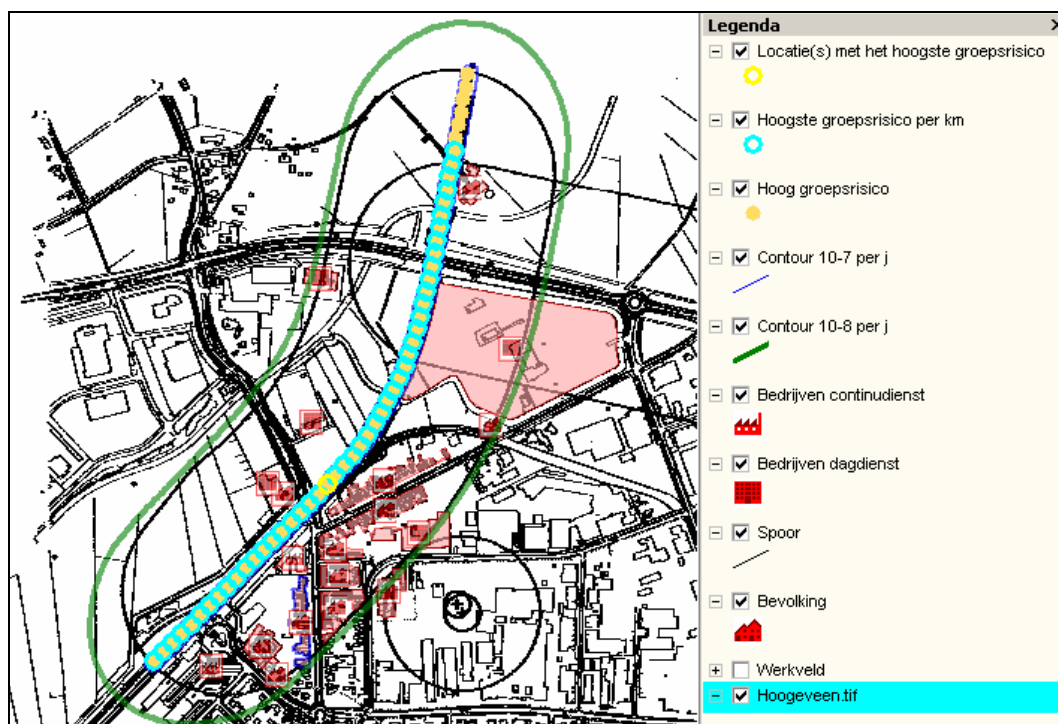 Legenda
Locatie(s) met het hoogste groepsrisico
Hoogste groepsrisico per km
Hoog groepsrisico
Contour 10-7 per j
Contour 10-8 per j
Bedrijven continudienst
Bedrijven dagdienst
Spoor
Bevolking
Werkveld
Hoogeveen.tif